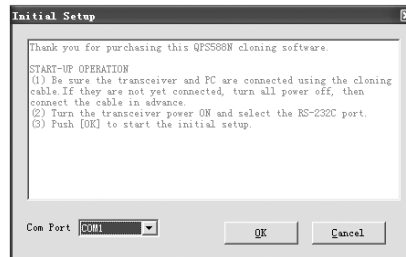 Initial Setup
Thank you for purchasing this QPS588N cloning software.
START-UP OPERATION
(1) Be sure the transceiver and PC are connected using the cloning
cable.If they are not yet connected, turn all power off, then
connect the cable in advance.
(2) Turn the transceiver power ON and select the RS-232C port.
(3) Push [OK] to start the initial setup.
Com Port COM1 OK Cancel